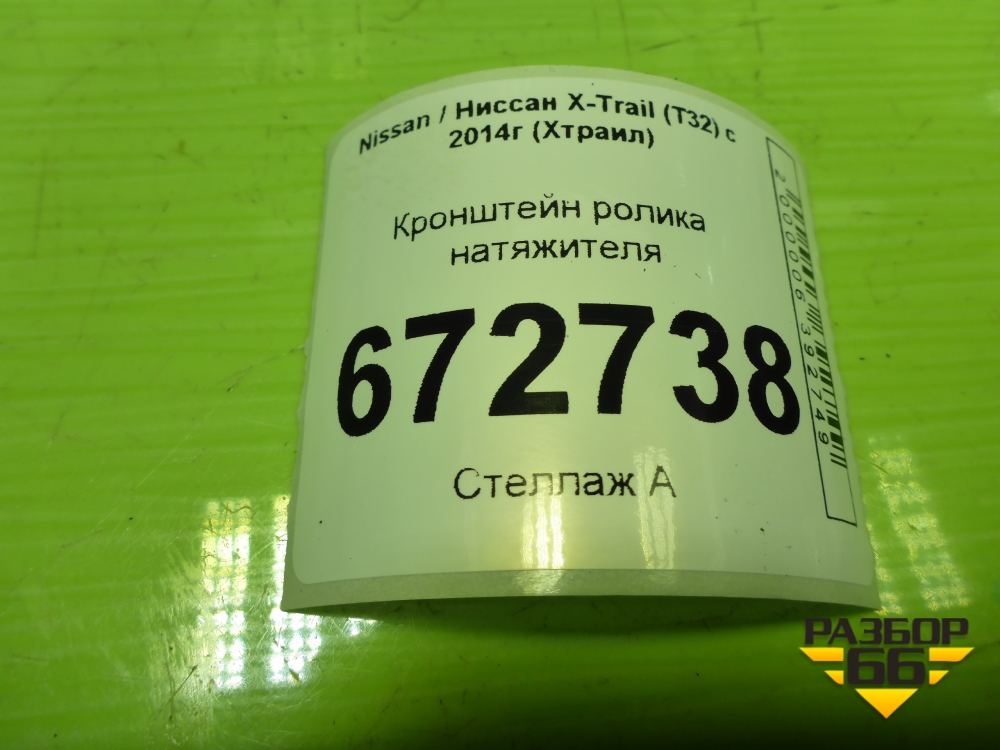 Nissan / Ниссан X-Trail (T32) с
2014г (Хтраил)
Кронштейн ролика
натяжителя
672738
Стеллаж А
2000006392749
РАЗБОР
66